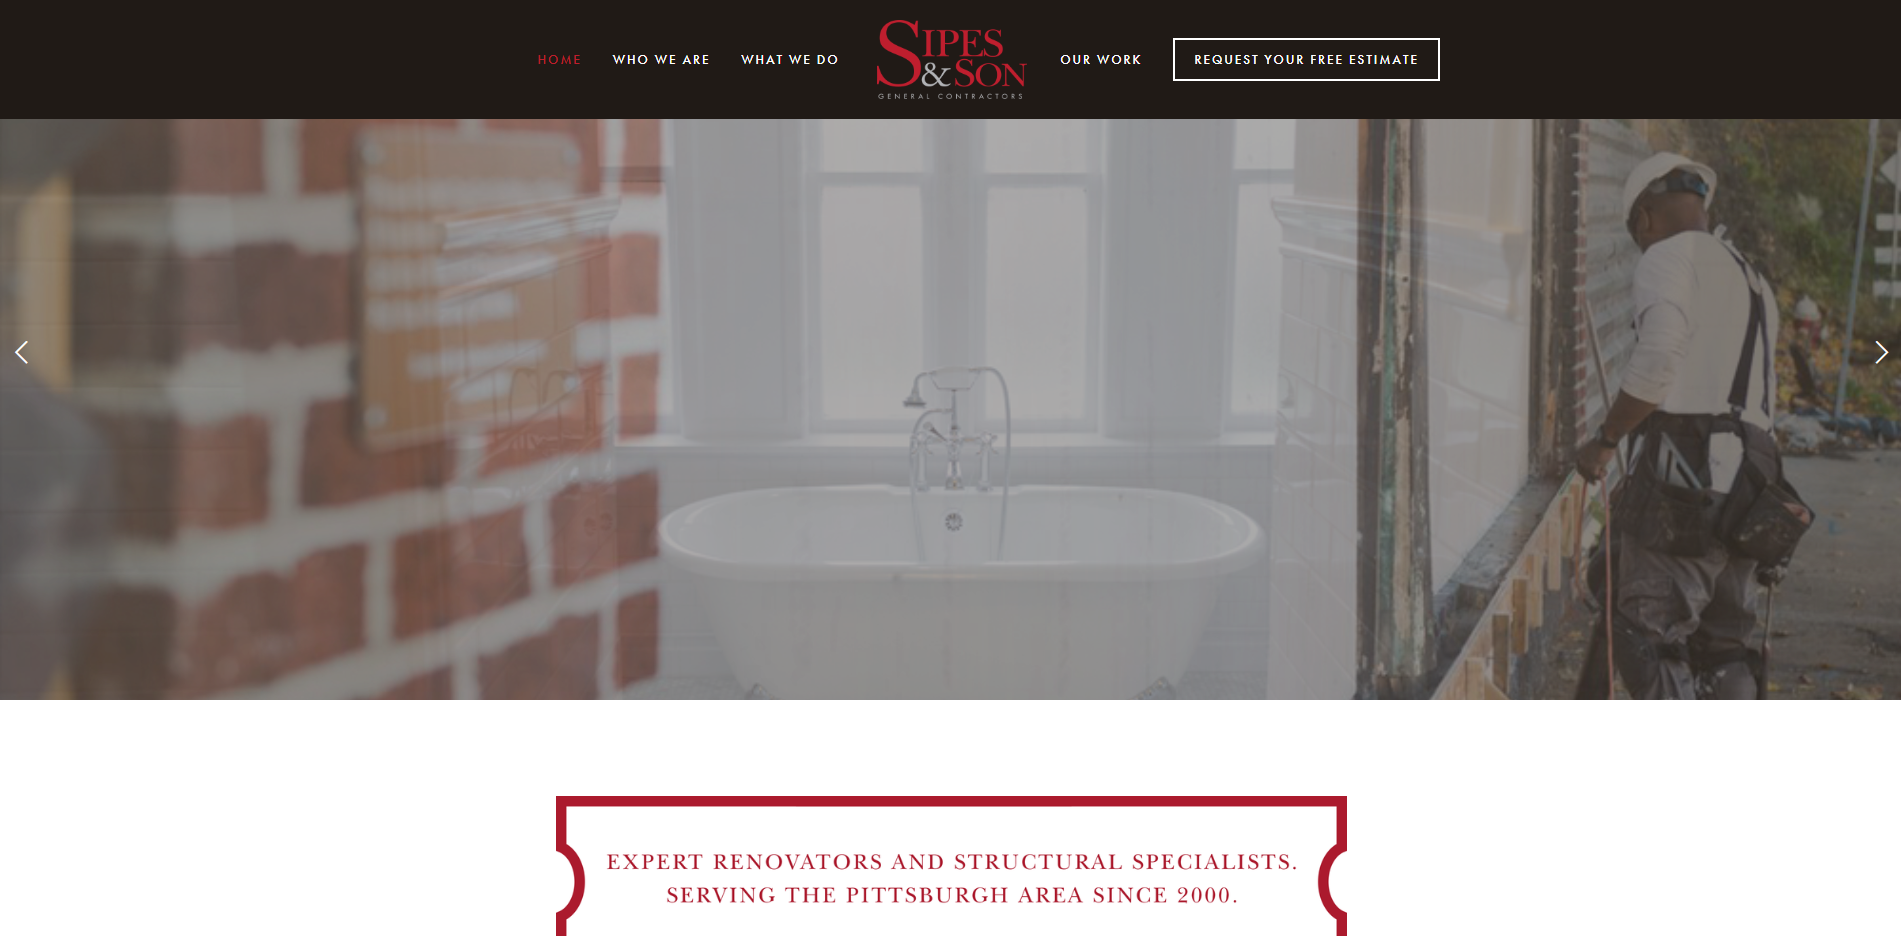 HOME
WHO WE ARE
WHAT WE DO
SIPES
& SON
GENERAL CONTRACTORS
OUR WORK
REQUEST YOUR FREE ESTIMATE
EXPERT RENOVATORS AND STRUCTURAL SPECIALISTS.
SERVING THE PITTSBURGH AREA SINCE 2000.